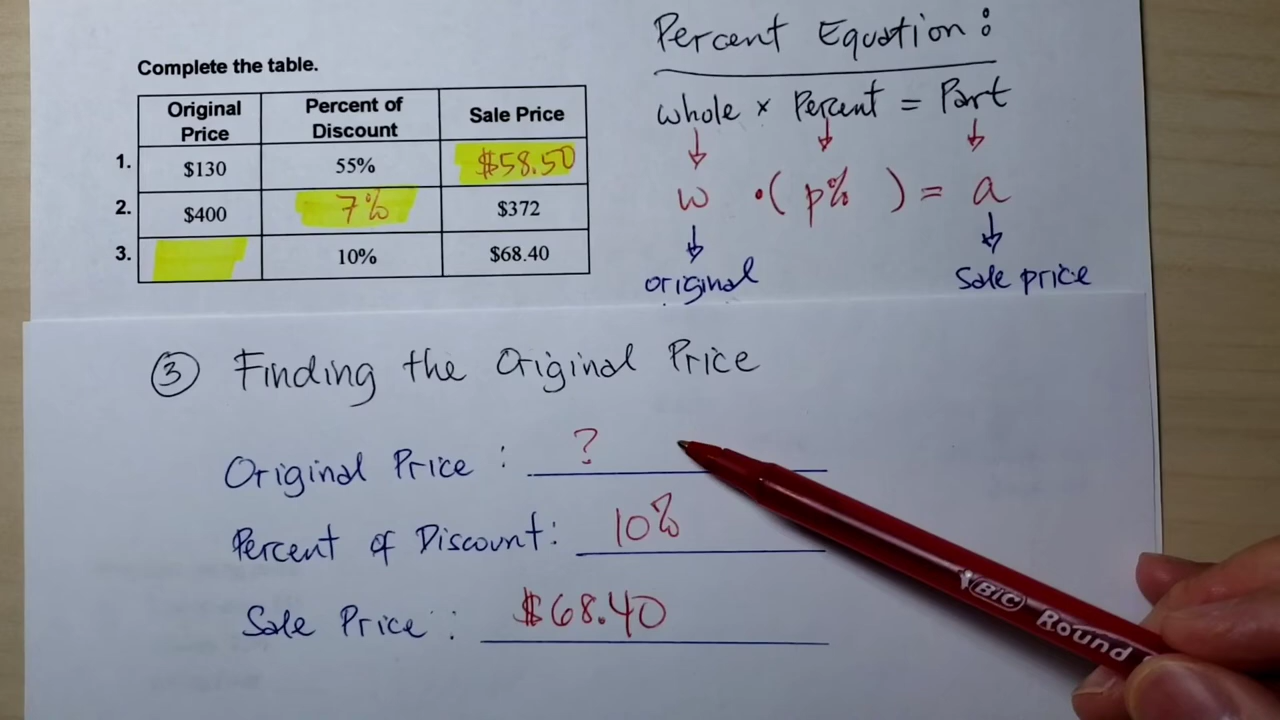 Complete the table.
Original Price Percent of Discount Sale Price
1. $130 55% $58.50
2. $400 7% $372
3. 10% $68.40
Percent Equation:
whole × Percent = Part
w •( p% ) = a
original Sale price
③ Finding the Original Price
Original Price : ?
Percent of Discount: 10%
Sale Price : $68.40
BIC Round